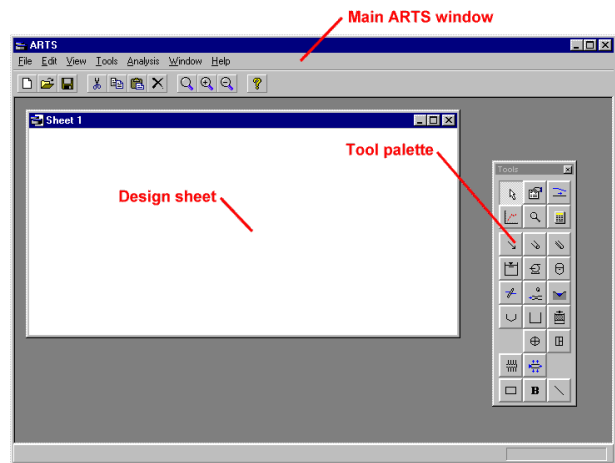 Main ARTS window
ARTS
File Edit View Tools Analysis Window Help
Sheet 1
Tool palette
Tools
Design sheet
B